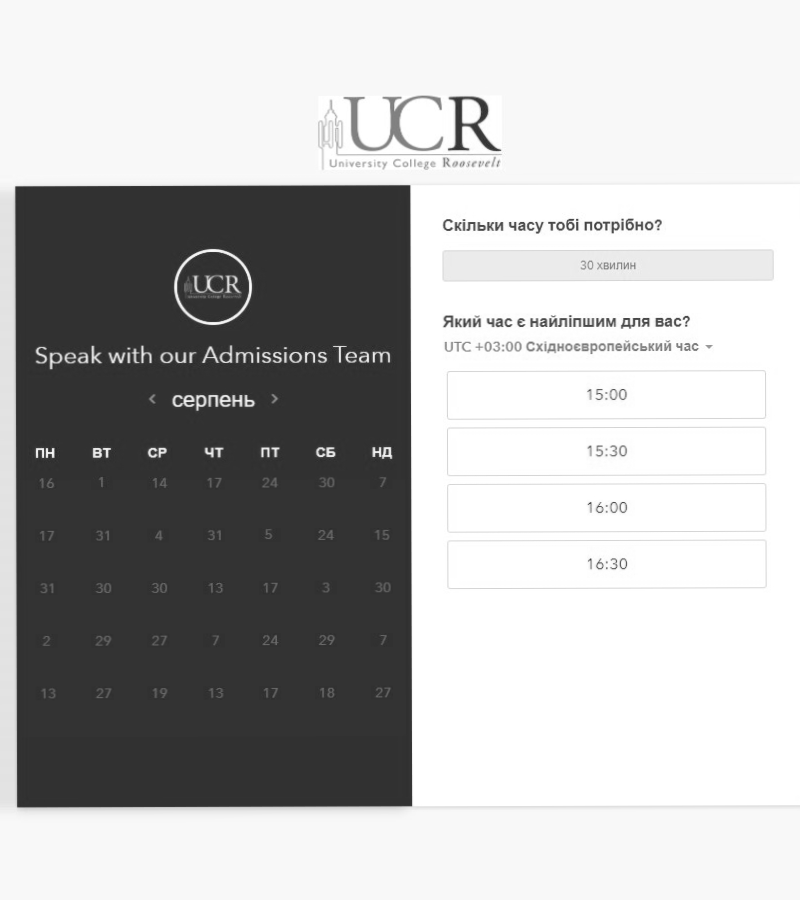 UCR
University College Roosevelt
UCR
Speak with our Admissions Team
серпень
ПН ВТ СР ЧТ ПТ СБ НД
16 1 14 17 24 30 7
17 31 4 31 5 24 15
31 30 30 13 17 3 30
2 29 27 7 24 29 7
13 27 19 13 17 18 27
Скільки часу тобі потрібно?
30 хвилин
Який час є найліпшим для вас?
UTC +03:00 Східноєвропейський час
15:00
15:30
16:00
16:30